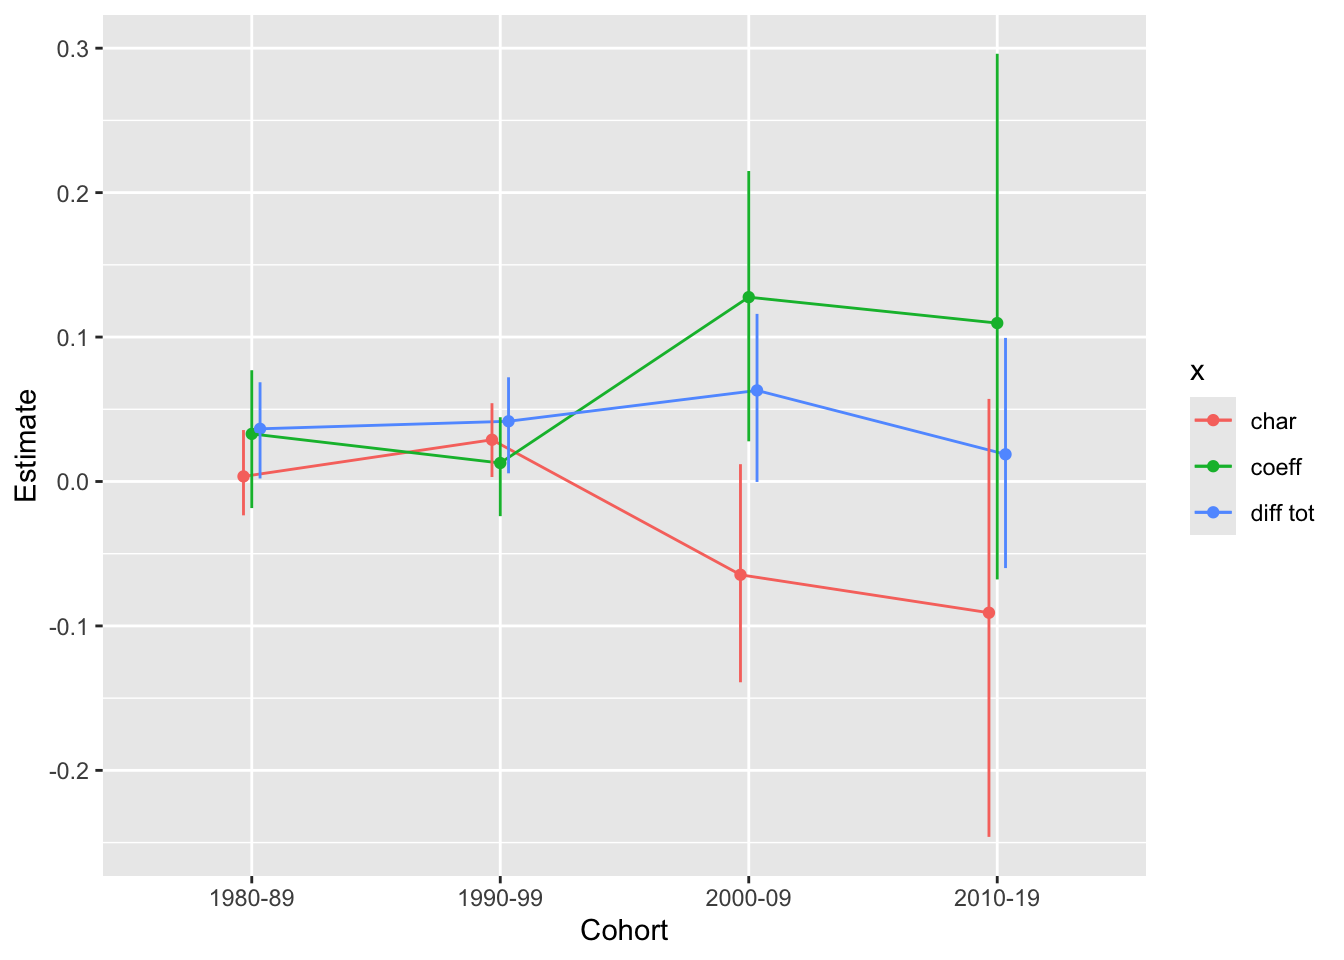 0.3
0.2
0.1
0.0
-0.1
-0.2
Estimate
1980-89
1990-99
2000-09
2010-19
Cohort
x
char
coeff
diff tot